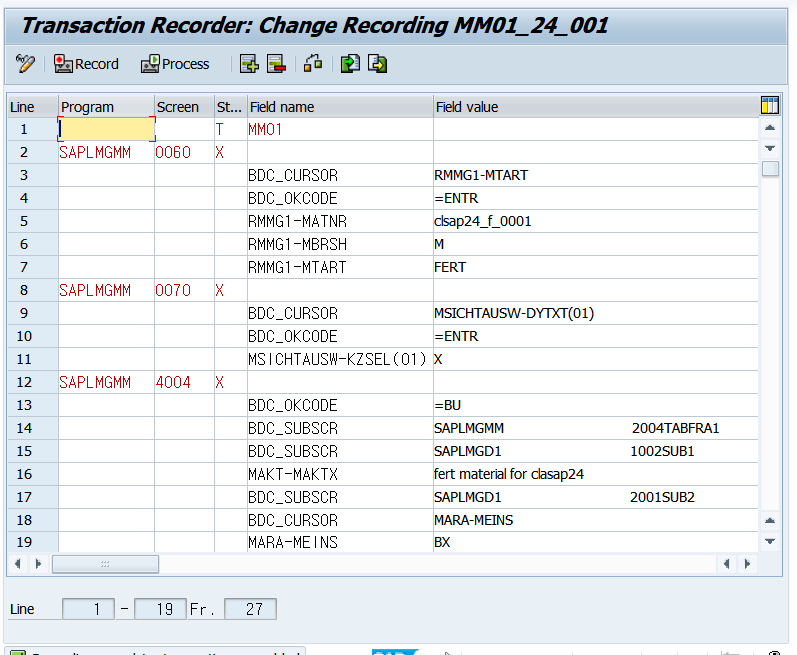 Transaction Recorder: Change Recording MM01_24_001
Record Process
Line Program Screen St... Field name Field value
1 T MM01
2 SAPLMGMM 0060 X
3 BDC_CURSOR RMMG1-MTART
4 BDC_OKCODE =ENTR
5 RMMG1-MATNR clsap24_f_0001
6 RMMG1-MBRSH M
7 RMMG1-MTART FERT
8 SAPLMGMM 0070 X
9 BDC_CURSOR MSICHTAUSW-DYTXT(01)
10 BDC_OKCODE =ENTR
11 MSICHTAUSW-KZSEL(01) X
12 SAPLMGMM 4004 X
13 BDC_OKCODE =BU
14 BDC_SUBSCR SAPLMGMM 2004TABFRA1
15 BDC_SUBSCR SAPLMGD1 1002SUB1
16 MAKT-MAKTX fert material for clasap24
17 BDC_SUBSCR SAPLMGD1 2001SUB2
18 BDC_CURSOR MARA-MEINS
19 MARA-MEINS BX
Line 1 - 19 Fr. 27